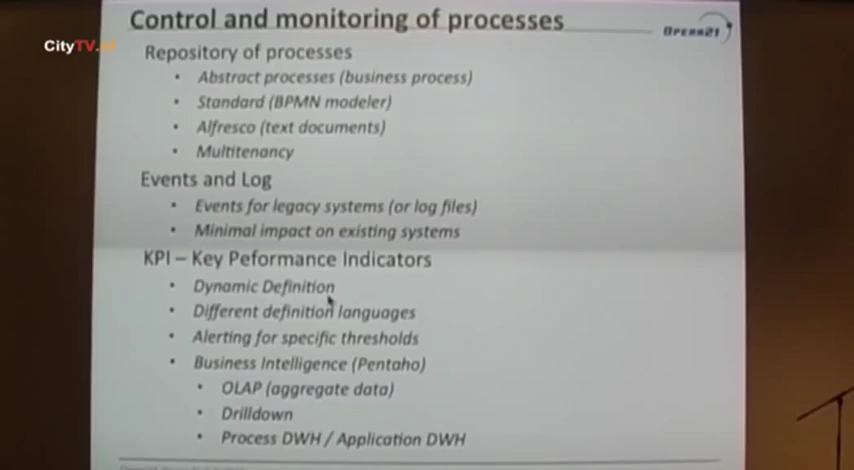 Control and monitoring of processes
OPERA21
CityTV.
Repository of processes
• Abstract processes (business process)
• Standard (BPMN modeler)
• Alfresco (text documents)
• Multitenancy
Events and Log
• Events for legacy systems (or log files)
• Minimal impact on existing systems
KPI – Key Peformance Indicators
• Dynamic Definition
• Different definition languages
• Alerting for specific thresholds
• Business Intelligence (Pentaho)
• OLAP (aggregate data)
• Drilldown
• Process DWH / Application DWH